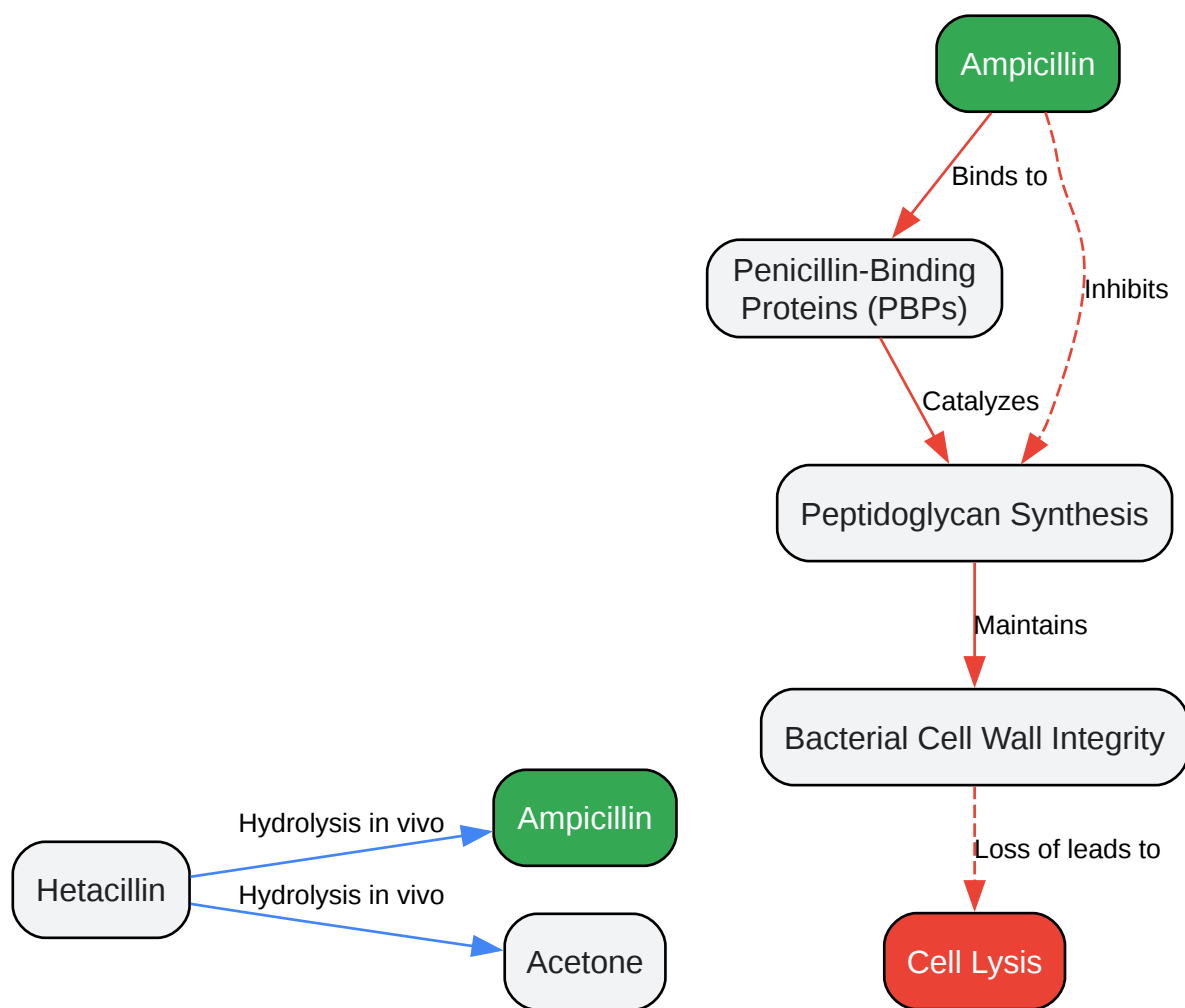 Ampicillin
Binds to
Penicillin-Binding
Proteins (PBPs)
Inhibits
Catalyzes
Peptidoglycan Synthesis
Maintains
Bacterial Cell Wall Integrity
Loss of leads to
Cell Lysis
Hetacillin
Hydrolysis in vivo
Ampicillin
Hydrolysis in vivo
Acetone